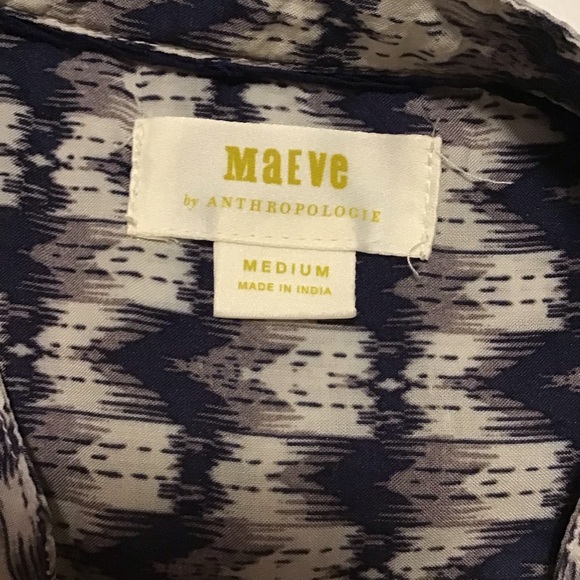 MaEVe
by ANTHROPOLOGIE
MEDIUM
MADE IN INDIA